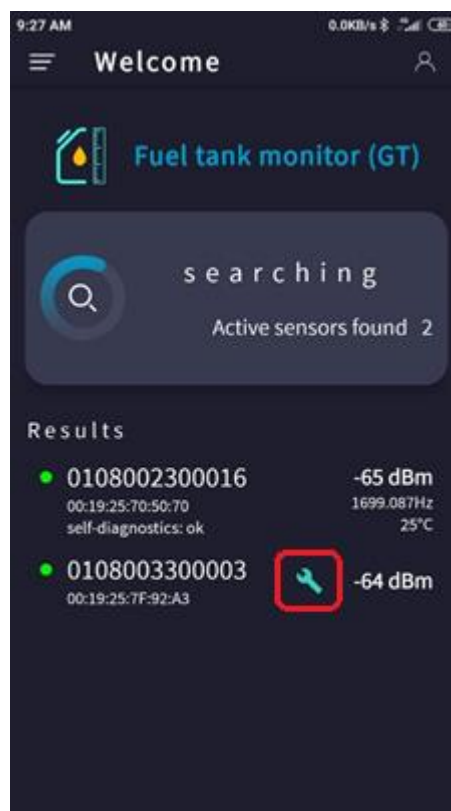 9:27 AM 0.0KB/s
Welcome
Fuel tank monitor (GT)
searching
Active sensors found 2
Results
0108002300016 -65 dBm
00:19:25:70:50:70 1699.087Hz
self-diagnostics: ok 25°C
0108003300003 -64 dBm
00:19:25:7F:92:A3